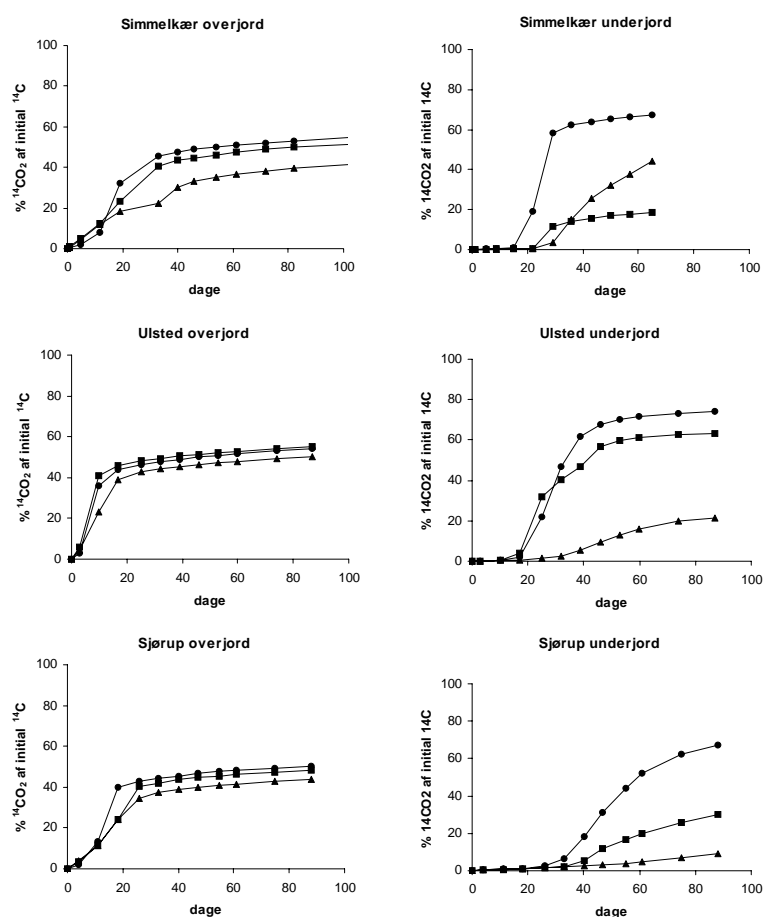 Simmelkær overjord
% ¹⁴CO₂ af initial ¹⁴C
100
80
60
40
20
0
0 20 40 60 80 100
dage
Simmelkær underjord
% 14CO2 af initial 14C
100
80
60
40
20
0
0 20 40 60 80 100
dage
Ulsted overjord
% ¹⁴CO₂ af initial ¹⁴C
100
80
60
40
20
0
0 20 40 60 80 100
dage
Ulsted underjord
% 14CO2 af initial 14C
100
80
60
40
20
0
0 20 40 60 80 100
dage
Sjørup overjord
% ¹⁴CO₂ af initial ¹⁴C
100
80
60
40
20
0
0 20 40 60 80 100
dage
Sjørup underjord
% 14CO2 af initial 14C
100
80
60
40
20
0
0 20 40 60 80 100
dage